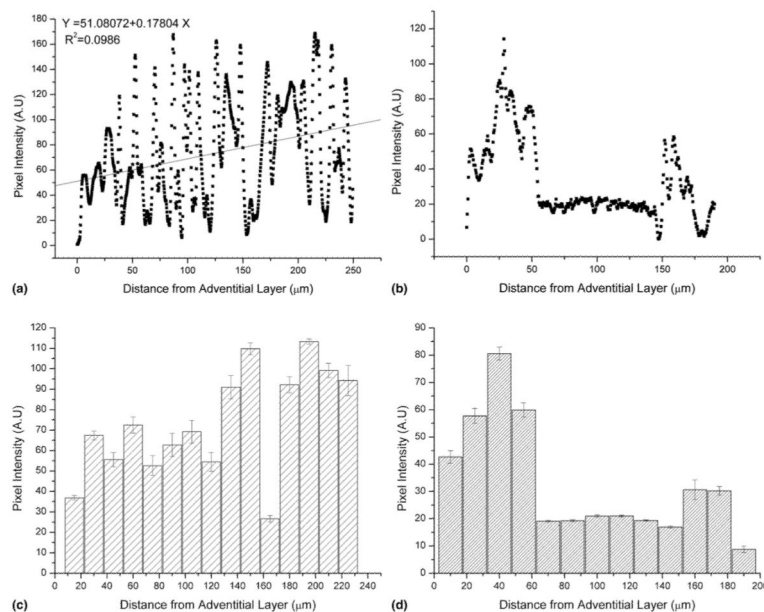 Y =51.08072+0.17804 X
R²=0.0986
Pixel Intensity (A.U)
180
160
140
120
100
80
60
40
20
0
0 50 100 150 200 250
(a) Distance from Adventitial Layer (μm)
Pixel Intensity (A.U)
120
100
80
60
40
20
0
0 50 100 150 200
(b) Distance from Adventitial Layer (μm)
Pixel Intensity (A.U)
120
110
100
90
80
70
60
50
40
30
20
10
0
0 20 40 60 80 100 120 140 160 180 200 220 240
(c) Distance from Adventitial Layer (μm)
Pixel Intensity (A.U)
90
80
70
60
50
40
30
20
10
0
0 20 40 60 80 100 120 140 160 180 200
(d) Distance from Adventitial Layer (μm)